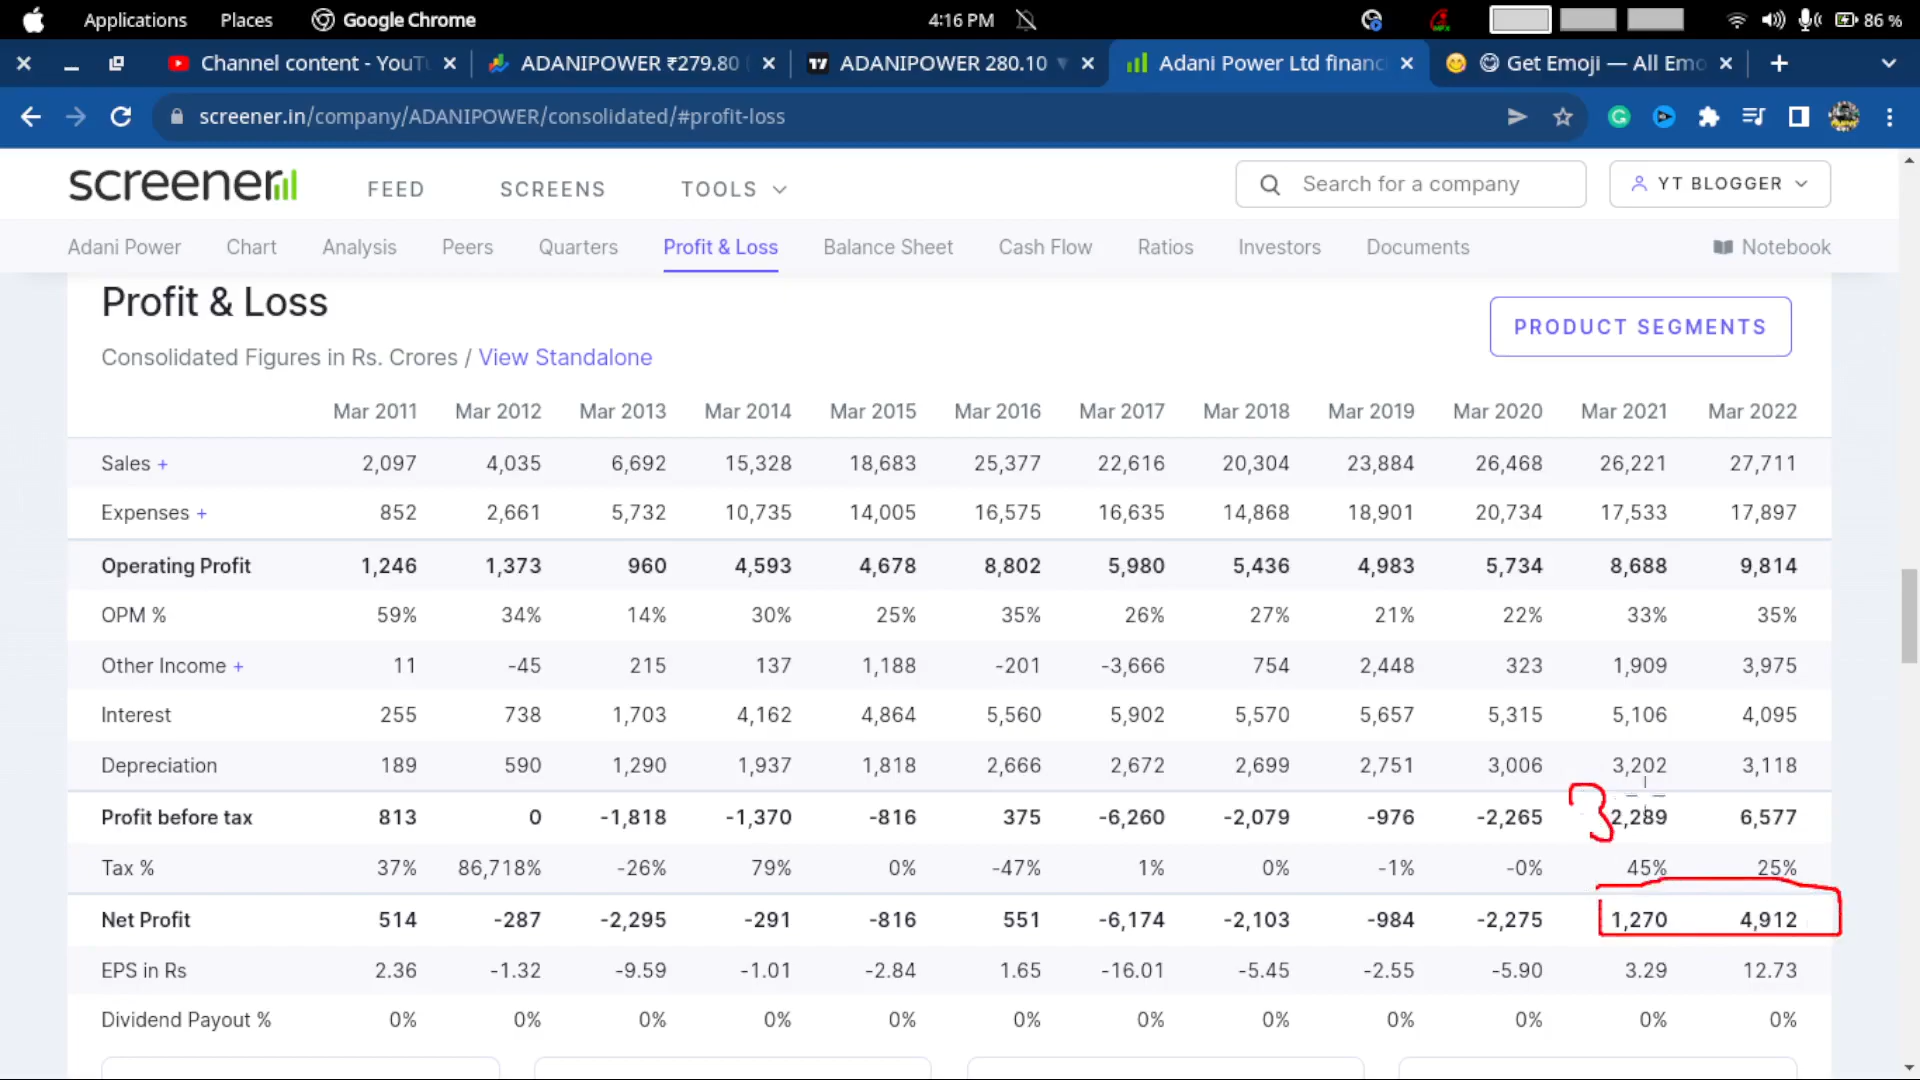 Applications Places Google Chrome 4:16 PM 86 %
Channel content - YouTu ADANIPOWER ₹279.80 ADANIPOWER 280.10 Adani Power Ltd financ Get Emoji — All Emo
screener.in/company/ADANIPOWER/consolidated/#profit-loss
screener FEED SCREENS TOOLS Search for a company YT BLOGGER
Adani Power Chart Analysis Peers Quarters Profit & Loss Balance Sheet Cash Flow Ratios Investors Documents Notebook
Profit & Loss
PRODUCT SEGMENTS
Consolidated Figures in Rs. Crores / View Standalone
Mar 2011 Mar 2012 Mar 2013 Mar 2014 Mar 2015 Mar 2016 Mar 2017 Mar 2018 Mar 2019 Mar 2020 Mar 2021 Mar 2022
Sales + 2,097 4,035 6,692 15,328 18,683 25,377 22,616 20,304 23,884 26,468 26,221 27,711
Expenses + 852 2,661 5,732 10,735 14,005 16,575 16,635 14,868 18,901 20,734 17,533 17,897
Operating Profit 1,246 1,373 960 4,593 4,678 8,802 5,980 5,436 4,983 5,734 8,688 9,814
OPM % 59% 34% 14% 30% 25% 35% 26% 27% 21% 22% 33% 35%
Other Income + 11 -45 215 137 1,188 -201 -3,666 754 2,448 323 1,909 3,975
Interest 255 738 1,703 4,162 4,864 5,560 5,902 5,570 5,657 5,315 5,106 4,095
Depreciation 189 590 1,290 1,937 1,818 2,666 2,672 2,699 2,751 3,006 3,202 3,118
Profit before tax 813 0 -1,818 -1,370 -816 375 -6,260 -2,079 -976 -2,265 3 2,289 6,577
Tax % 37% 86,718% -26% 79% 0% -47% 1% 0% -1% -0% 45% 25%
Net Profit 514 -287 -2,295 -291 -816 551 -6,174 -2,103 -984 -2,275 1,270 4,912
EPS in Rs 2.36 -1.32 -9.59 -1.01 -2.84 1.65 -16.01 -5.45 -2.55 -5.90 3.29 12.73
Dividend Payout % 0% 0% 0% 0% 0% 0% 0% 0% 0% 0% 0% 0%